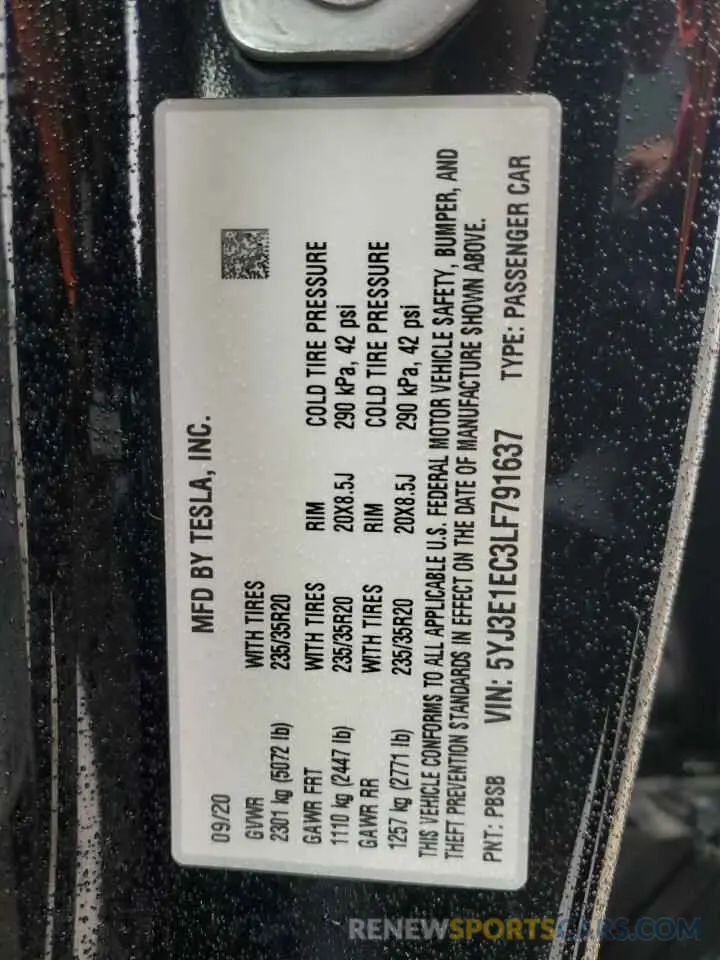 MFD BY TESLA, INC.
09/20
GVWR WITH TIRES
2301 kg (5072 lb) 235/35R20
GAWR FRT WITH TIRES RIM COLD TIRE PRESSURE
1110 kg (2447 lb) 235/35R20 20X8.5J 290 kPa, 42 psi
GAWR RR WITH TIRES RIM COLD TIRE PRESSURE
1257 kg (2771 lb) 235/35R20 20X8.5J 290 kPa, 42 psi
THIS VEHICLE CONFORMS TO ALL APPLICABLE U.S. FEDERAL MOTOR VEHICLE SAFETY, BUMPER, AND
THEFT PREVENTION STANDARDS IN EFFECT ON THE DATE OF MANUFACTURE SHOWN ABOVE.
PNT: PBSB VIN: 5YJ3E1EC3LF791637 TYPE: PASSENGER CAR
RENEWSPORTSCARS.COM